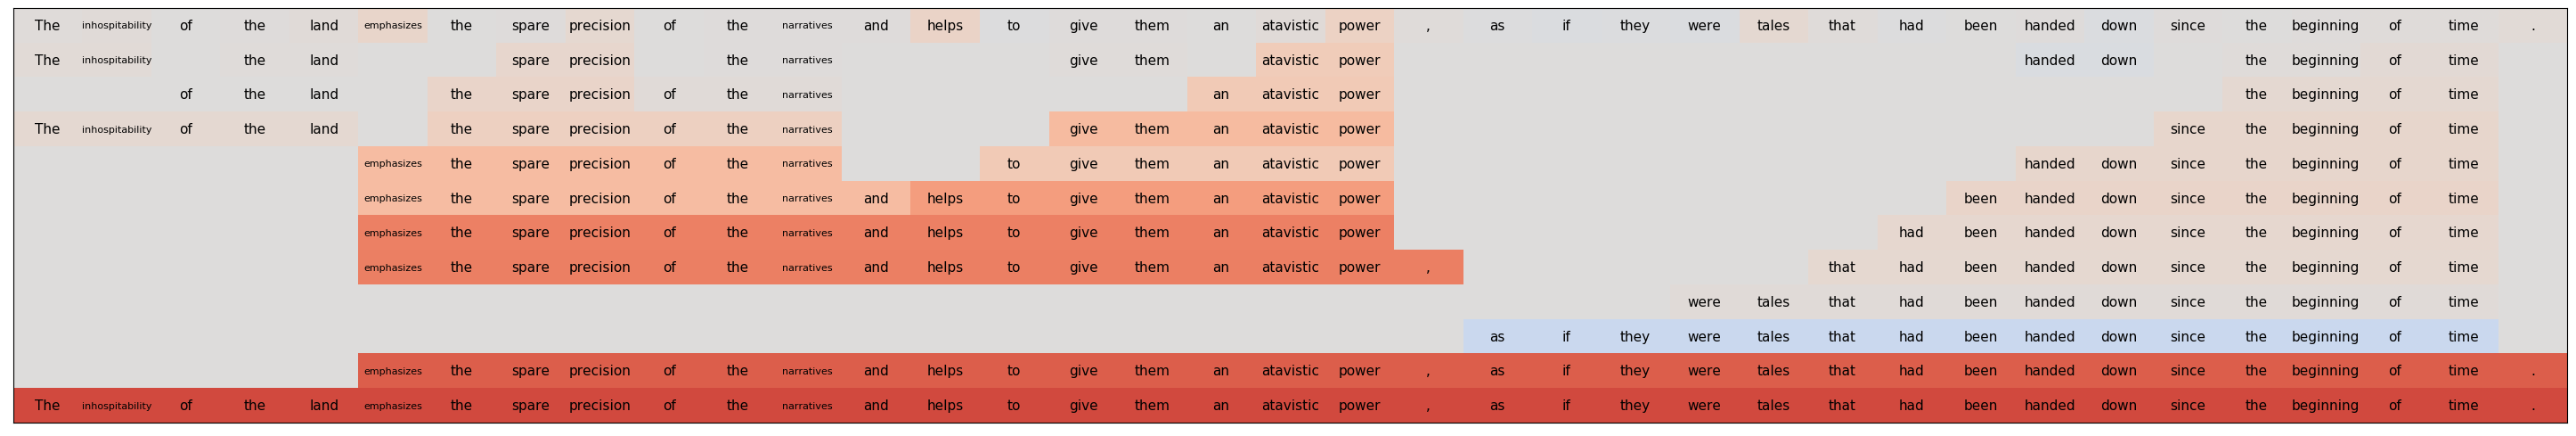 The inhospitability of the land emphasizes the spare precision of the narratives and helps to give them an atavistic power , as if they were tales that had been handed down since the beginning of time .
The inhospitability the land spare precision the narratives give them atavistic power handed down the beginning of time
of the land the spare precision of the narratives an atavistic power the beginning of time
The inhospitability of the land the spare precision of the narratives give them an atavistic power since the beginning of time
emphasizes the spare precision of the narratives to give them an atavistic power handed down since the beginning of time
emphasizes the spare precision of the narratives and helps to give them an atavistic power been handed down since the beginning of time
emphasizes the spare precision of the narratives and helps to give them an atavistic power had been handed down since the beginning of time
emphasizes the spare precision of the narratives and helps to give them an atavistic power , that had been handed down since the beginning of time
were tales that had been handed down since the beginning of time
as if they were tales that had been handed down since the beginning of time
emphasizes the spare precision of the narratives and helps to give them an atavistic power , as if they were tales that had been handed down since the beginning of time .
The inhospitability of the land emphasizes the spare precision of the narratives and helps to give them an atavistic power , as if they were tales that had been handed down since the beginning of time .